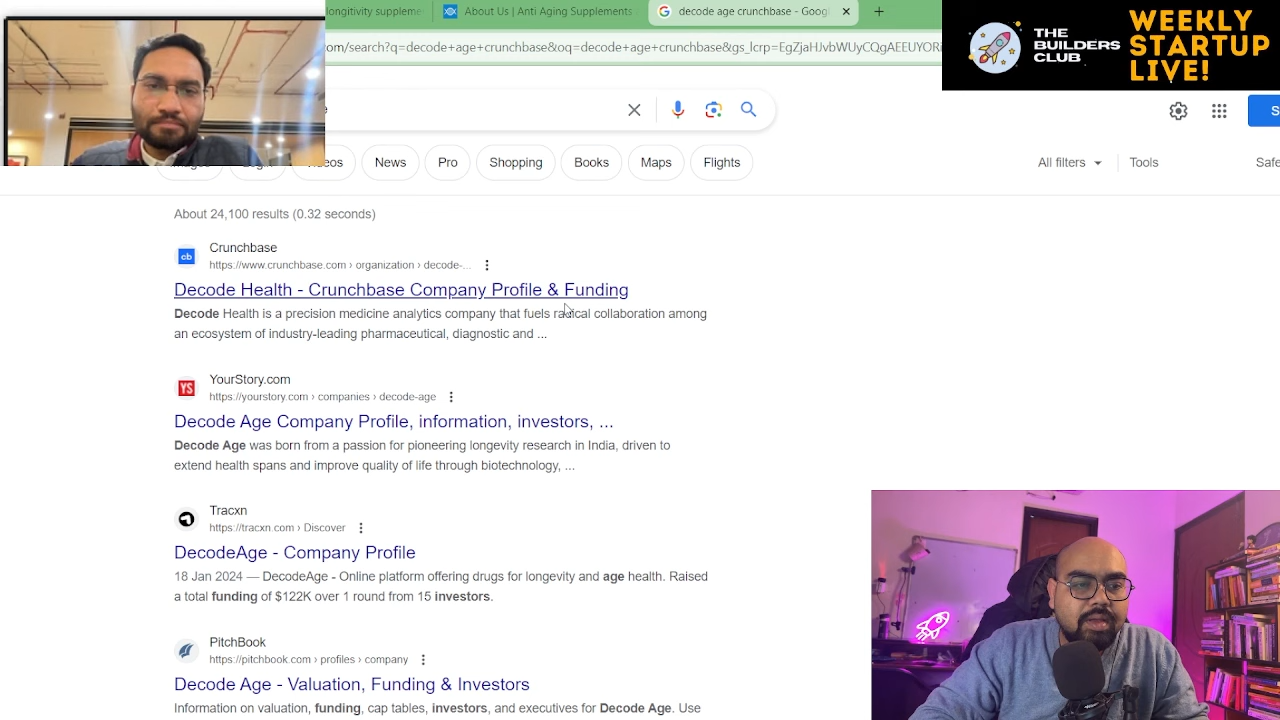 longitivity suppleme
About Us | Anti Aging Supplements
decode age crunchbase - Goog
THE
BUILDERS
CLUB
WEEKLY
STARTUP
LIVE!
om/search?q=decode+age+crunchbase&oq=decode+age+crunchbase&gs_lcrp=
News
Pro
Shopping
Books
Maps
Flights
All filters
Tools
Safe
About 24,100 results (0.32 seconds)
cb
Crunchbase
https://www.crunchbase.com › organization › decode-...
Decode Health - Crunchbase Company Profile & Funding
Decode Health is a precision medicine analytics company that fuels radical collaboration among
an ecosystem of industry-leading pharmaceutical, diagnostic and ...
YS
YourStory.com
https://yourstory.com › companies › decode-age
Decode Age Company Profile, information, investors, ...
Decode Age was born from a passion for pioneering longevity research in India, driven to
extend health spans and improve quality of life through biotechnology, ...
Tracxn
https://tracxn.com › Discover
DecodeAge - Company Profile
18 Jan 2024 — DecodeAge - Online platform offering drugs for longevity and age health. Raised
a total funding of $122K over 1 round from 15 investors.
PitchBook
https://pitchbook.com › profiles › company
Decode Age - Valuation, Funding & Investors
Information on valuation, funding, cap tables, investors, and executives for Decode Age. Use